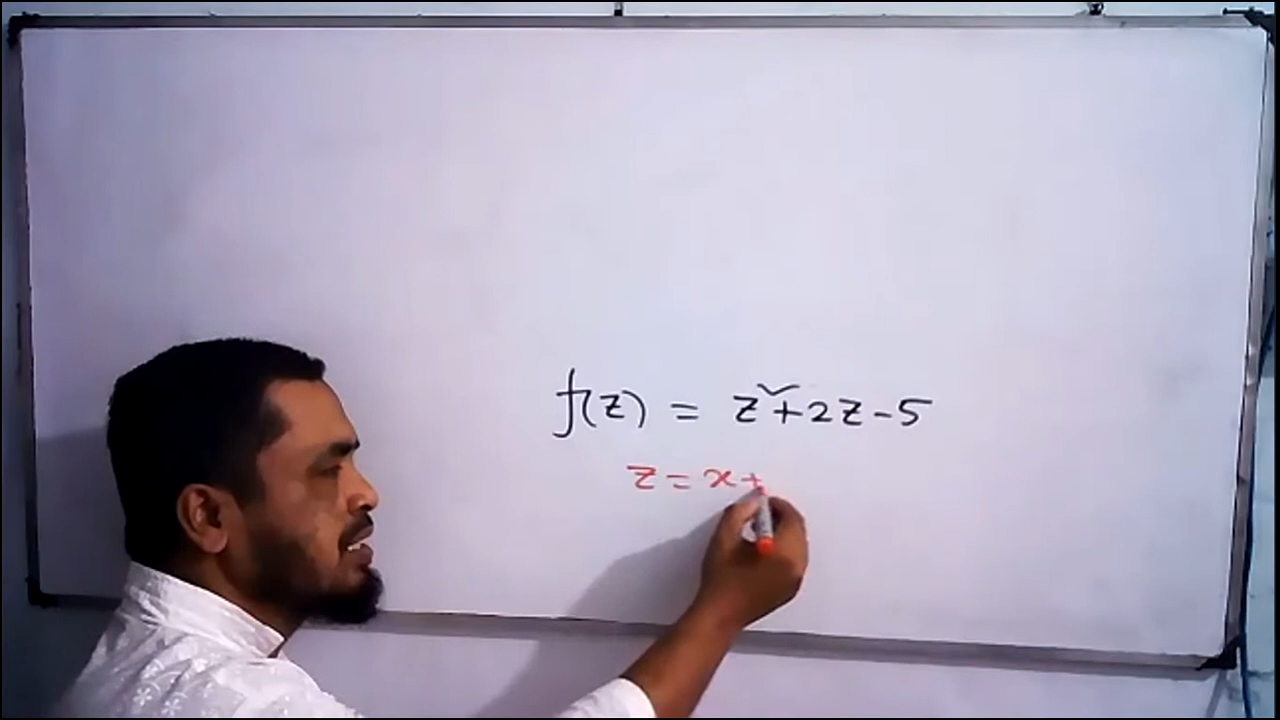 f(z) = z²+2z-5
z = x+